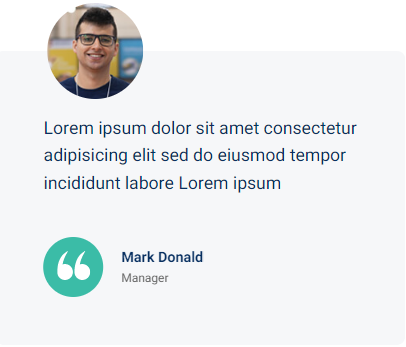 Lorem ipsum dolor sit amet consectetur
adipisicing elit sed do eiusmod tempor
incididunt labore Lorem ipsum
“
Mark Donald
Manager